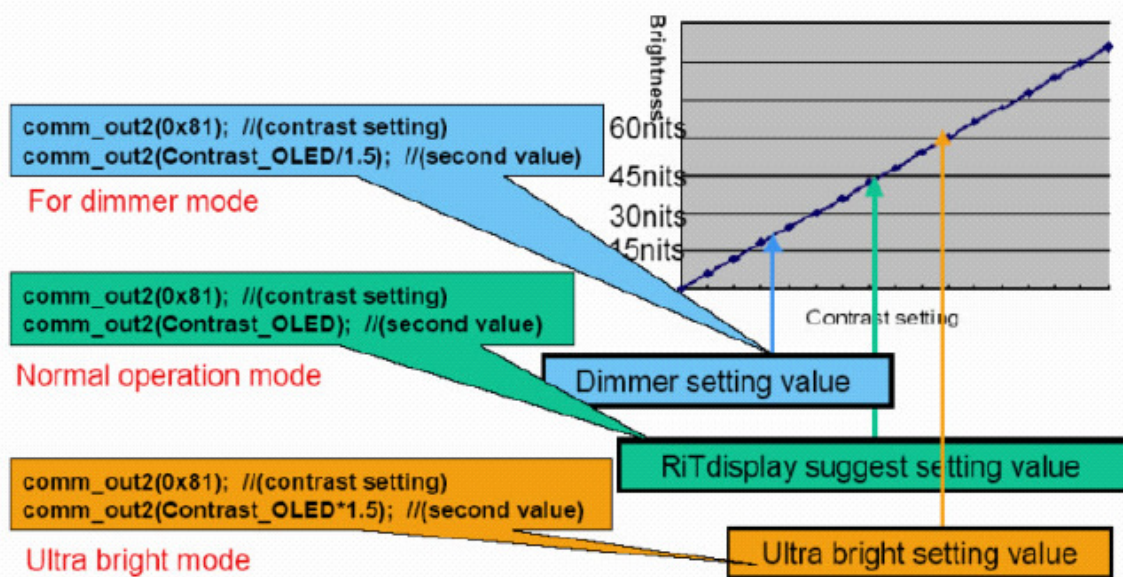 Brightness
comm_out2(0x81); //(contrast setting)
comm_out2(Contrast_OLED/1.5); //(second value)
For dimmer mode
60nits
45nits
30nits
15nits
Contrast setting
comm_out2(0x81); //(contrast setting)
comm_out2(Contrast_OLED); //(second value)
Normal operation mode
Dimmer setting value
RiTdisplay suggest setting value
comm_out2(0x81); //(contrast setting)
comm_out2(Contrast_OLED*1.5); //(second value)
Ultra bright mode
Ultra bright setting value